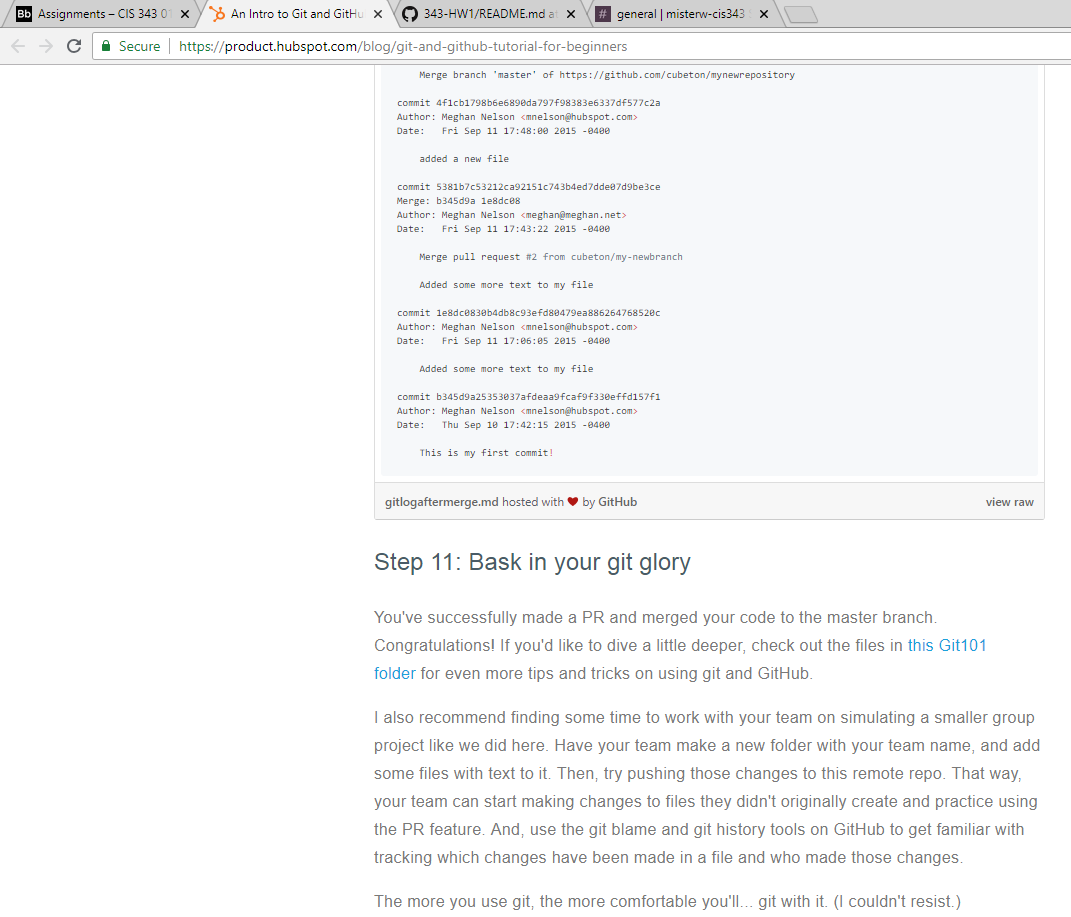 Bb Assignments – CIS 343 01
An Intro to Git and GitHu
343-HW1/README.md at
# general | misterw-cis343
Secure https://product.hubspot.com/blog/git-and-github-tutorial-for-beginners
Merge branch 'master' of https://github.com/cubeton/mynewrepository
commit 4f1cb1798b6e6890da797f98383e6337df577c2a
Author: Meghan Nelson <mnelson@hubspot.com>
Date: Fri Sep 11 17:48:00 2015 -0400
added a new file
commit 5381b7c53212ca92151c743b4ed7dde07d9be3ce
Merge: b345d9a 1e8dc08
Author: Meghan Nelson <meghan@meghan.net>
Date: Fri Sep 11 17:43:22 2015 -0400
Merge pull request #2 from cubeton/my-newbranch
Added some more text to my file
commit 1e8dc0830b4db8c93efd80479ea886264768520c
Author: Meghan Nelson <mnelson@hubspot.com>
Date: Fri Sep 11 17:06:05 2015 -0400
Added some more text to my file
commit b345d9a25353037afdeaa9fcaf9f330effd157f1
Author: Meghan Nelson <mnelson@hubspot.com>
Date: Thu Sep 10 17:42:15 2015 -0400
This is my first commit!
gitlogaftermerge.md hosted with ❤ by GitHub view raw
Step 11: Bask in your git glory
You've successfully made a PR and merged your code to the master branch.
Congratulations! If you'd like to dive a little deeper, check out the files in this Git101
folder for even more tips and tricks on using git and GitHub.
I also recommend finding some time to work with your team on simulating a smaller group
project like we did here. Have your team make a new folder with your team name, and add
some files with text to it. Then, try pushing those changes to this remote repo. That way,
your team can start making changes to files they didn't originally create and practice using
the PR feature. And, use the git blame and git history tools on GitHub to get familiar with
tracking which changes have been made in a file and who made those changes.
The more you use git, the more comfortable you'll... git with it. (I couldn't resist.)